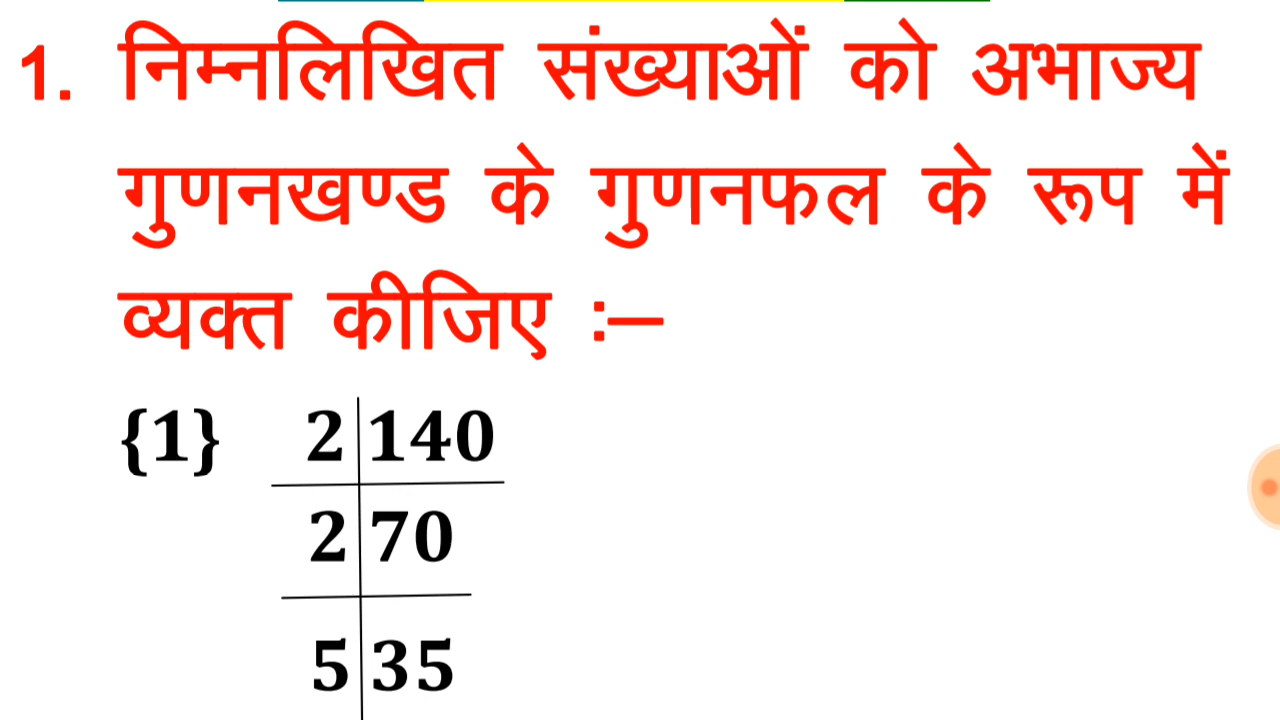 1. निम्नलिखित संख्याओं को अभाज्य
गुणनखण्ड के गुणनफल के रूप में
व्यक्त कीजिए :–
{1} 2 140
2 70
5 35